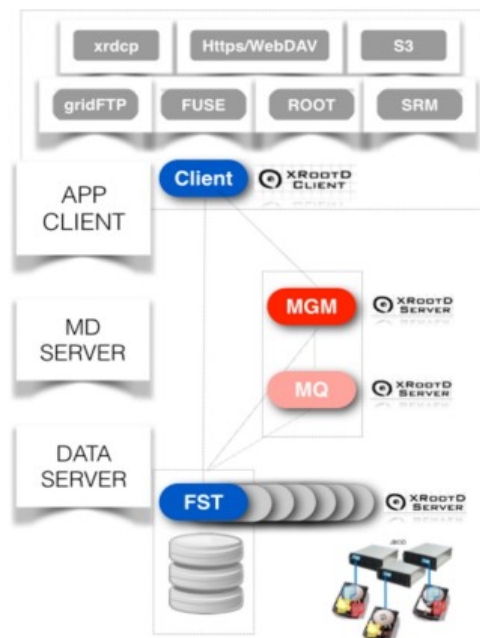 xrdcp Https/WebDAV S3
gridFTP FUSE ROOT SRM
APP
CLIENT
Client
XROOTD
CLIENT
MD
SERVER
MGM
XROOTD
SERVER
MQ
XROOTD
SERVER
DATA
SERVER
FST
XROOTD
SERVER
JBOD